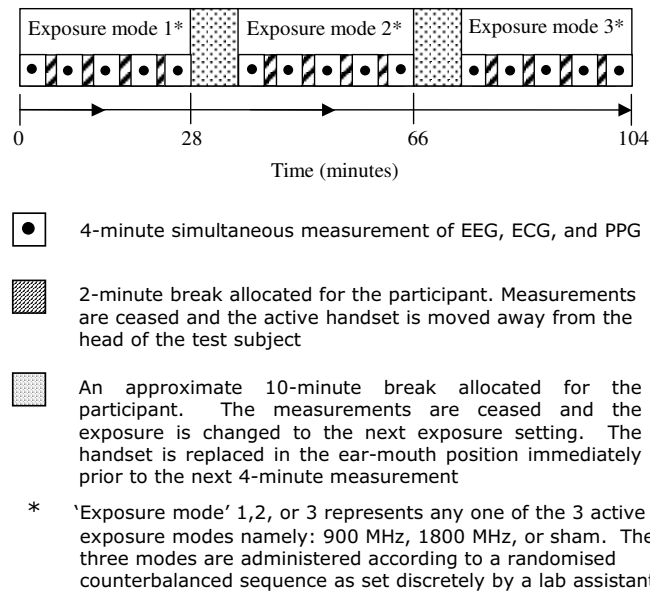 Exposure mode 1* Exposure mode 2* Exposure mode 3*
0 28 66 104
Time (minutes)
4-minute simultaneous measurement of EEG, ECG, and PPG
2-minute break allocated for the participant. Measurements
are ceased and the active handset is moved away from the
head of the test subject
An approximate 10-minute break allocated for the
participant. The measurements are ceased and the
exposure is changed to the next exposure setting. The
handset is replaced in the ear-mouth position immediately
prior to the next 4-minute measurement
* ‘Exposure mode’ 1,2, or 3 represents any one of the 3 active
exposure modes namely: 900 MHz, 1800 MHz, or sham. The
three modes are administered according to a randomised
counterbalanced sequence as set discretely by a lab assistant